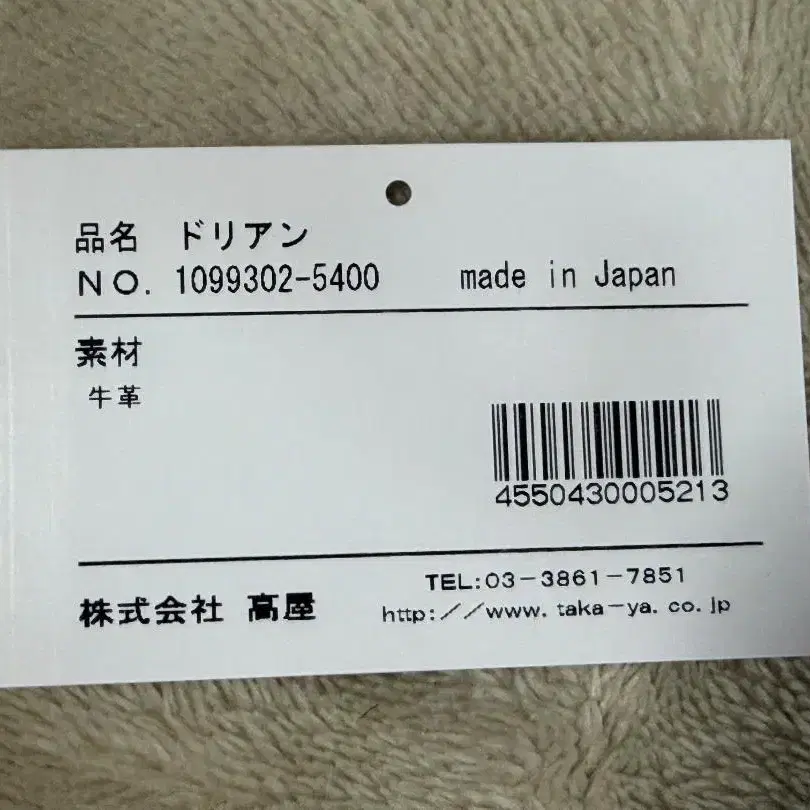 品名 ドリアン
NO. 1099302-5400 made in Japan
素材
牛革
4550430005213
TEL:03-3861-7851
株式会社 高屋 http://www.taka-ya.co.jp